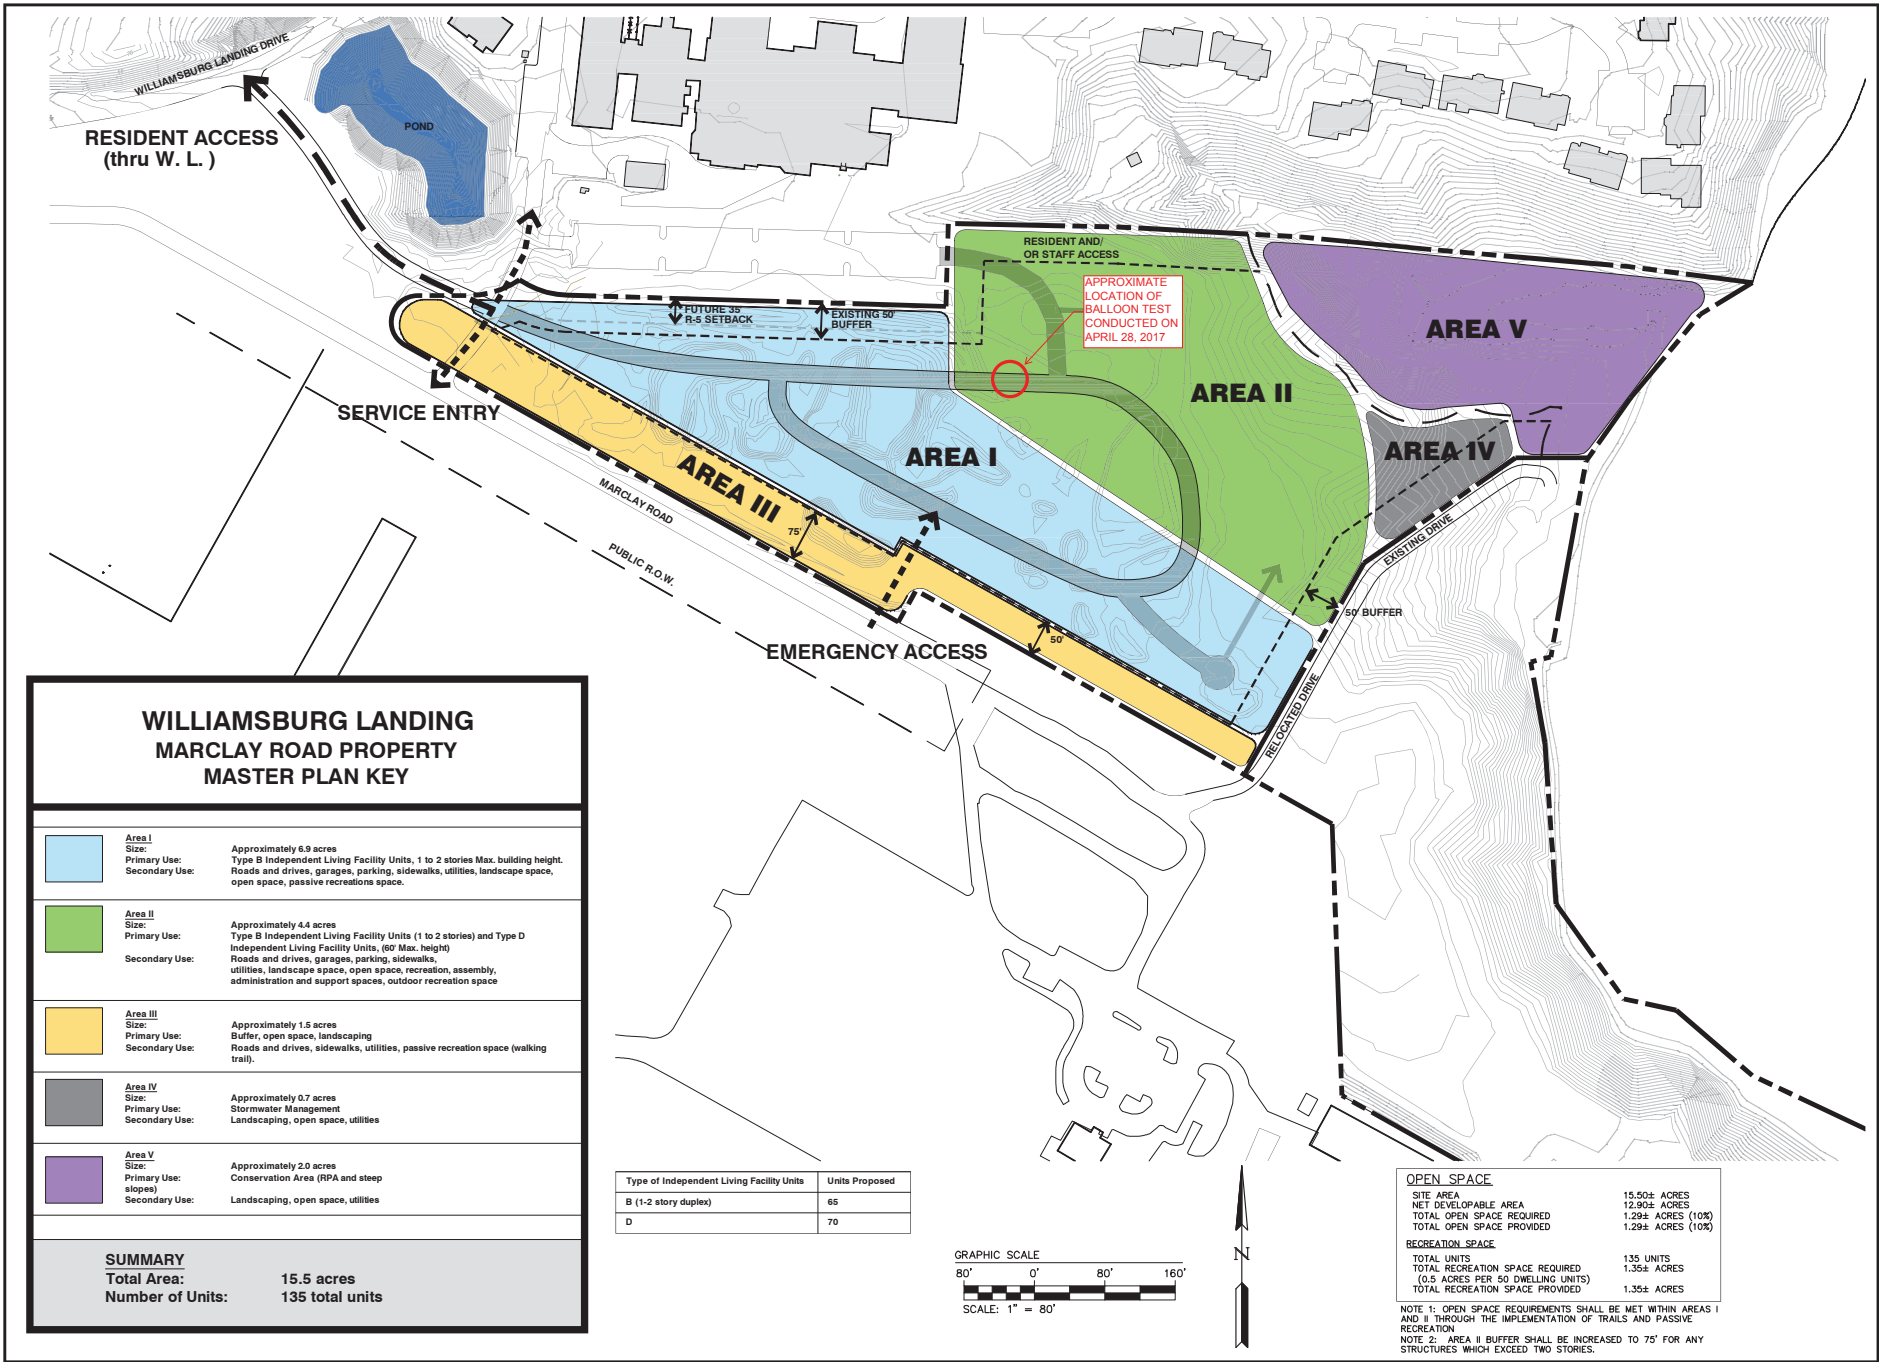 WILLIAMSBURG LANDING DRIVE
RESIDENT ACCESS
(thru W. L. )
POND
RESIDENT AND/
OR STAFF ACCESS
APPROXIMATE
LOCATION OF
BALLOON TEST
CONDUCTED ON
APRIL 28, 2017
FUTURE 35'
R-5 SETBACK
EXISTING 50'
BUFFER
AREA V
AREA II
AREA IV
AREA I
AREA III
SERVICE ENTRY
MARCLAY ROAD
PUBLIC R.O.W.
75'
50'
EMERGENCY ACCESS
EXISTING DRIVE
50' BUFFER
RELOCATED DRIVE
WILLIAMSBURG LANDING
MARCLAY ROAD PROPERTY
MASTER PLAN KEY
Area I
Size: Approximately 6.9 acres
Primary Use: Type B Independent Living Facility Units, 1 to 2 stories Max. building height.
Secondary Use: Roads and drives, garages, parking, sidewalks, utilities, landscape space,
open space, passive recreations space.
Area II
Size: Approximately 4.4 acres
Primary Use: Type B Independent Living Facility Units (1 to 2 stories) and Type D
Independent Living Facility Units, (60' Max. height)
Secondary Use: Roads and drives, garages, parking, sidewalks,
utilities, landscape space, open space, recreation, assembly,
administration and support spaces, outdoor recreation space
Area III
Size: Approximately 1.5 acres
Primary Use: Buffer, open space, landscaping
Secondary Use: Roads and drives, sidewalks, utilities, passive recreation space (walking
trail).
Area IV
Size: Approximately 0.7 acres
Primary Use: Stormwater Management
Secondary Use: Landscaping, open space, utilities
Area V
Size: Approximately 2.0 acres
Primary Use: Conservation Area (RPA and steep
slopes)
Secondary Use: Landscaping, open space, utilities
SUMMARY
Total Area: 15.5 acres
Number of Units: 135 total units
Type of Independent Living Facility Units Units Proposed
B (1-2 story duplex) 65
D 70
GRAPHIC SCALE
80' 0' 80' 160'
SCALE: 1" = 80'
N
OPEN SPACE
SITE AREA 15.50± ACRES
NET DEVELOPABLE AREA 12.90± ACRES
TOTAL OPEN SPACE REQUIRED 1.29± ACRES (10%)
TOTAL OPEN SPACE PROVIDED 1.29± ACRES (10%)
RECREATION SPACE
TOTAL UNITS 135 UNITS
TOTAL RECREATION SPACE REQUIRED 1.35± ACRES
(0.5 ACRES PER 50 DWELLING UNITS)
TOTAL RECREATION SPACE PROVIDED 1.35± ACRES
NOTE 1: OPEN SPACE REQUIREMENTS SHALL BE MET WITHIN AREAS I
AND II THROUGH THE IMPLEMENTATION OF TRAILS AND PASSIVE
RECREATION
NOTE 2: AREA II BUFFER SHALL BE INCREASED TO 75' FOR ANY
STRUCTURES WHICH EXCEED TWO STORIES.